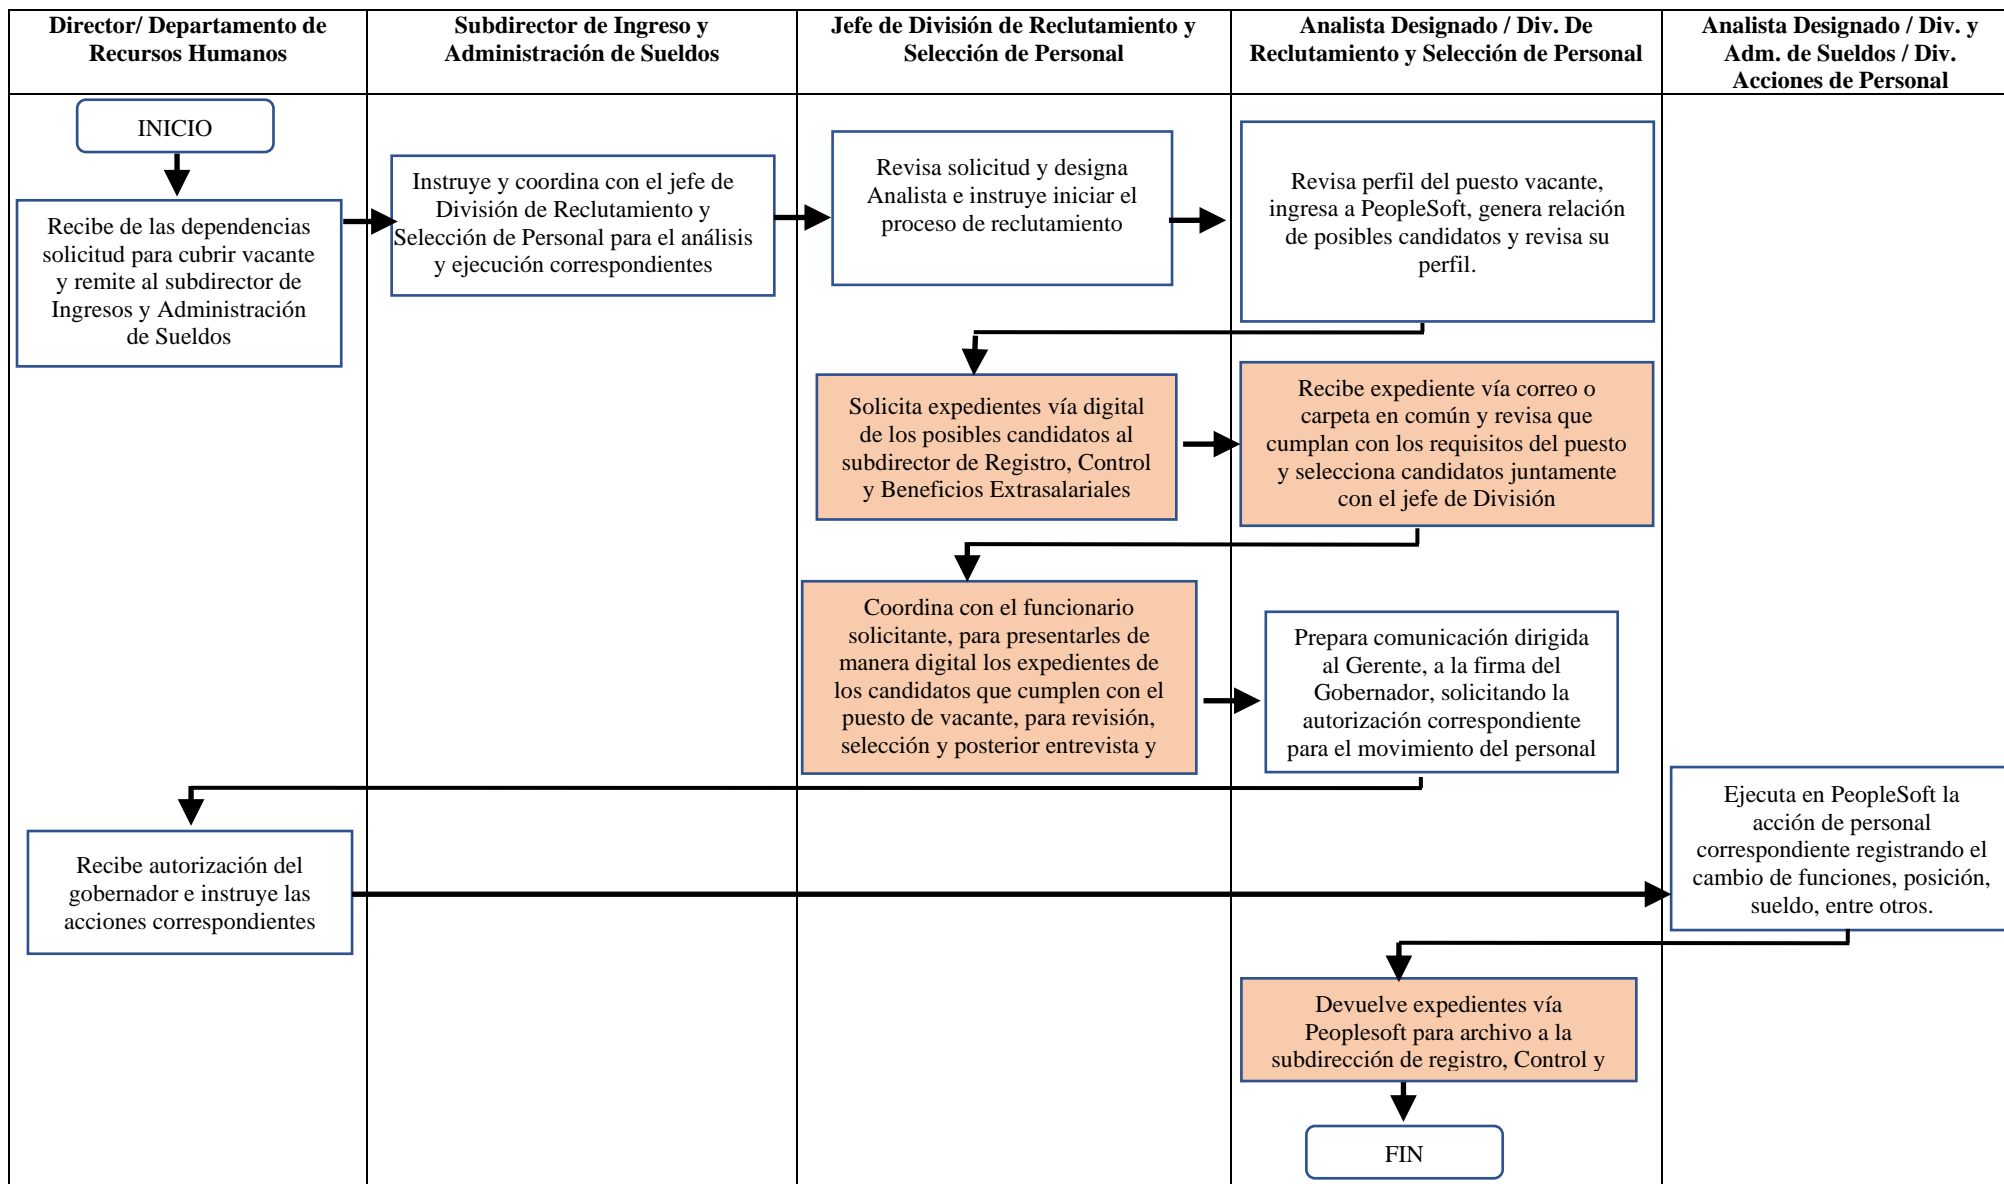 Director/ Departamento de
Recursos Humanos
Subdirector de Ingreso y
Administración de Sueldos
Jefe de División de Reclutamiento y
Selección de Personal
Analista Designado / Div. De
Reclutamiento y Selección de Personal
Analista Designado / Div. y
Adm. de Sueldos / Div.
Acciones de Personal
INICIO
Recibe de las dependencias
solicitud para cubrir vacante
y remite al subdirector de
Ingresos y Administración
de Sueldos
Instruye y coordina con el jefe de
División de Reclutamiento y
Selección de Personal para el análisis
y ejecución correspondientes
Revisa solicitud y designa
Analista e instruye iniciar el
proceso de reclutamiento
Revisa perfil del puesto vacante,
ingresa a PeopleSoft, genera relación
de posibles candidatos y revisa su
perfil.
Solicita expedientes vía digital
de los posibles candidatos al
subdirector de Registro, Control
y Beneficios Extrasalariales
Recibe expediente vía correo o
carpeta en común y revisa que
cumplan con los requisitos del puesto
y selecciona candidatos juntamente
con el jefe de División
Coordina con el funcionario
solicitante, para presentarles de
manera digital los expedientes de
los candidatos que cumplen con el
puesto de vacante, para revisión,
selección y posterior entrevista y
Prepara comunicación dirigida
al Gerente, a la firma del
Gobernador, solicitando la
autorización correspondiente
para el movimiento del personal
Recibe autorización del
gobernador e instruye las
acciones correspondientes
Ejecuta en PeopleSoft la
acción de personal
correspondiente registrando el
cambio de funciones, posición,
sueldo, entre otros.
Devuelve expedientes vía
Peoplesoft para archivo a la
subdirección de registro, Control y
FIN